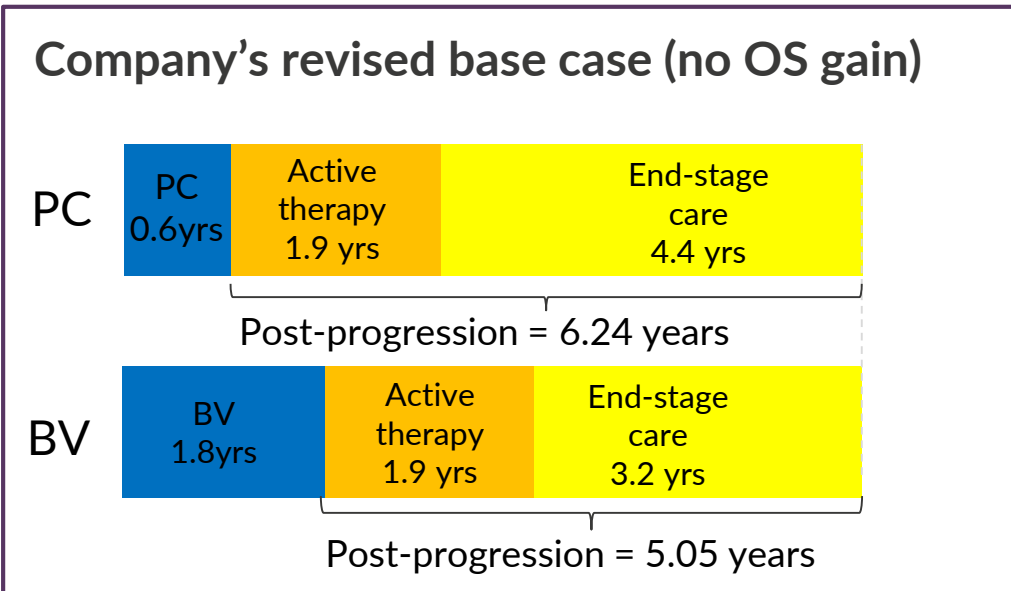 Company’s revised base case (no OS gain)
PC
PC
0.6yrs
Active
therapy
1.9 yrs
End-stage
care
4.4 yrs
Post-progression = 6.24 years
BV
BV
1.8yrs
Active
therapy
1.9 yrs
End-stage
care
3.2 yrs
Post-progression = 5.05 years